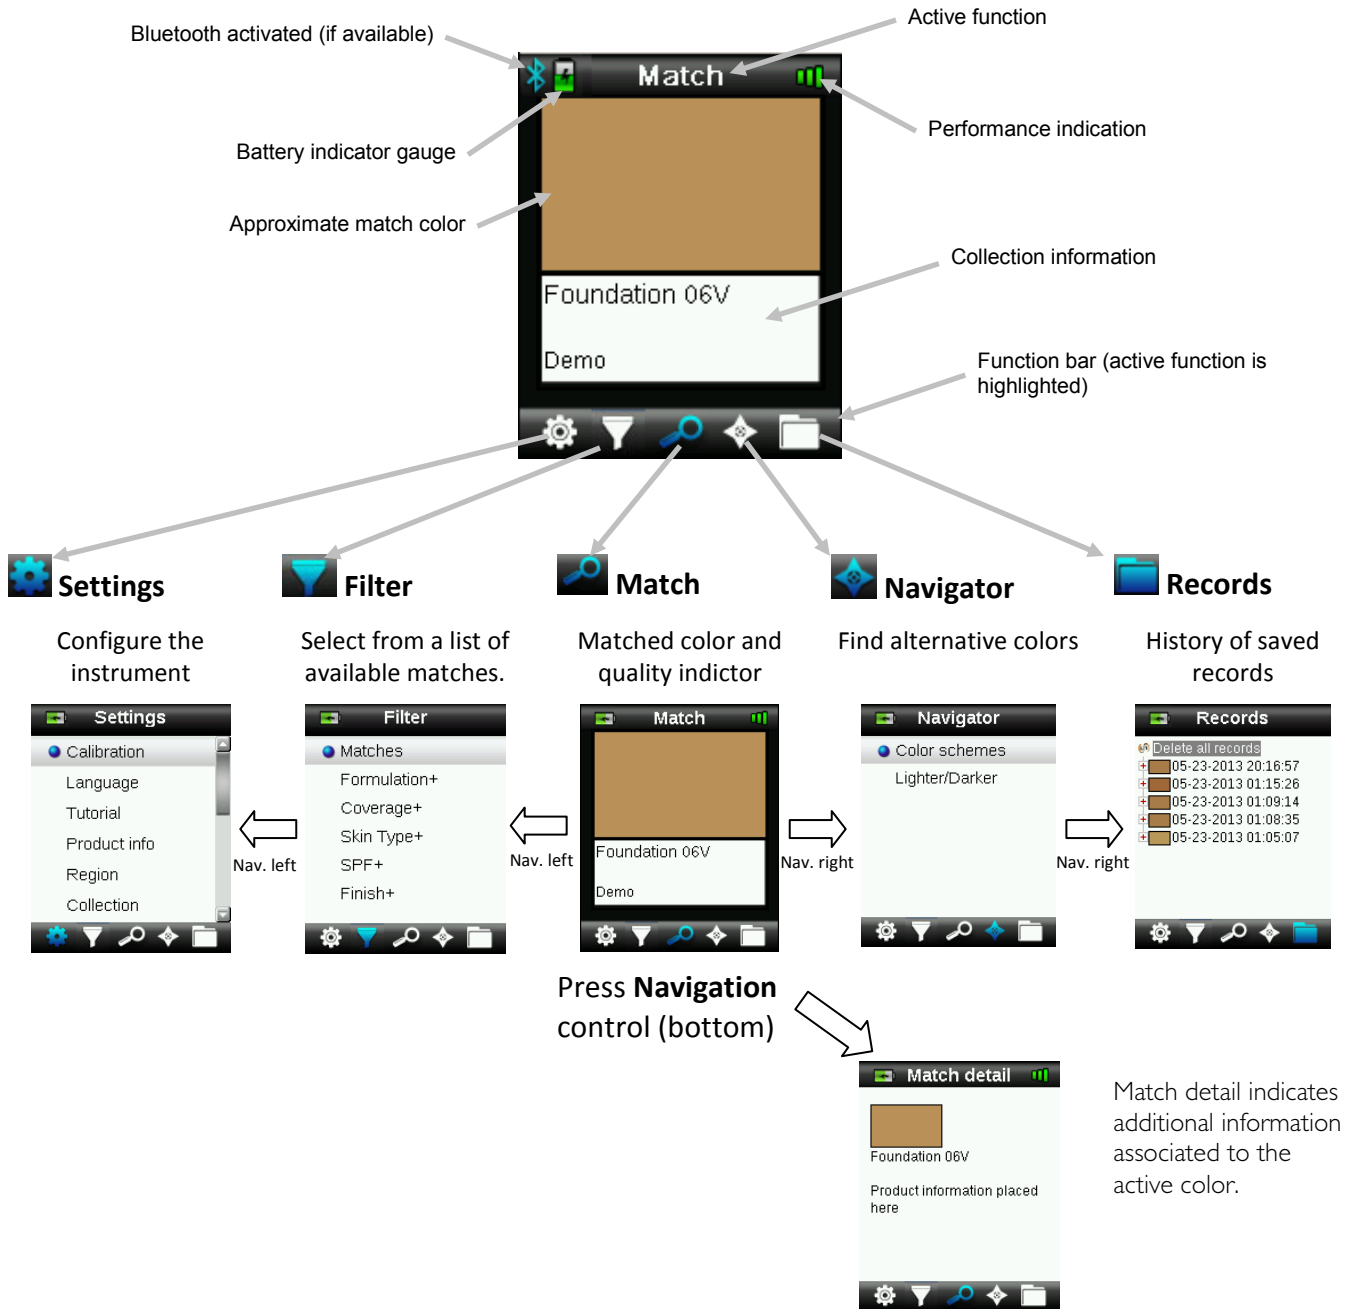 Active function
Bluetooth activated (if available)
Match
Performance indication
Battery indicator gauge
Approximate match color
Collection information
Foundation 06V
Demo
Function bar (active function is
highlighted)
Settings
Filter
Match
Navigator
Records
Configure the
instrument
Select from a list of
available matches.
Matched color and
quality indictor
Find alternative colors
History of saved
records
Settings
Calibration
Language
Tutorial
Product info
Region
Collection
Nav. left
Filter
Matches
Formulation+
Coverage+
Skin Type+
SPF+
Finish+
Nav. left
Match
Foundation 06V
Demo
Nav. right
Navigator
Color schemes
Lighter/Darker
Nav. right
Records
Delete all records
05-23-2013 20:16:57
05-23-2013 01:15:26
05-23-2013 01:09:14
05-23-2013 01:08:35
05-23-2013 01:05:07
Press Navigation
control (bottom)
Match detail
Foundation 06V
Product information placed
here
Match detail indicates
additional information
associated to the
active color.